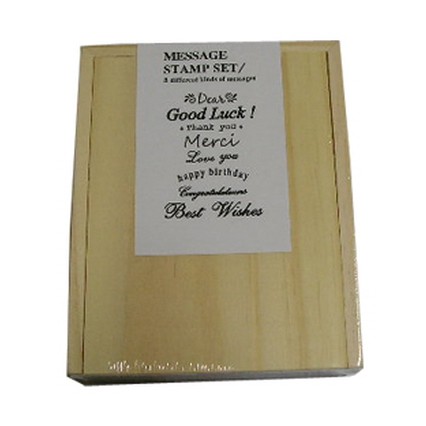 MESSAGE
STAMP SET/
8 different kinds of messages
Dear
Good Luck !
Thank you
Merci
Love you
happy birthday
Congratulations
Best Wishes